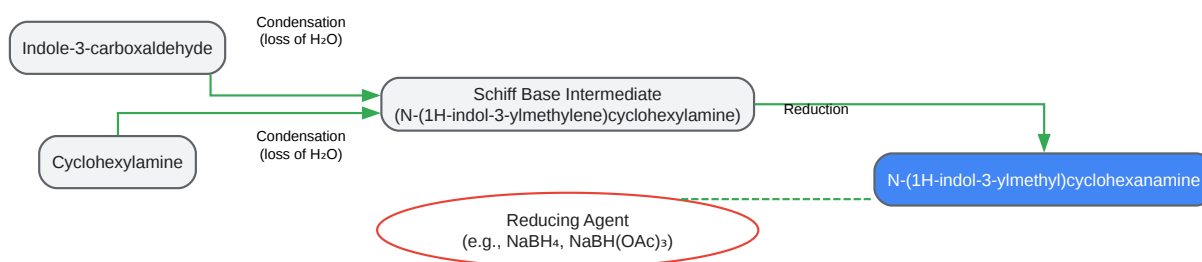 Condensation
(loss of H₂O)
Indole-3-carboxaldehyde
Schiff Base Intermediate
(N-(1H-indol-3-ylmethylene)cyclohexylamine)
Reduction
Condensation
(loss of H₂O)
Cyclohexylamine
N-(1H-indol-3-ylmethyl)cyclohexanamine
Reducing Agent
(e.g., NaBH₄, NaBH(OAc)₃)